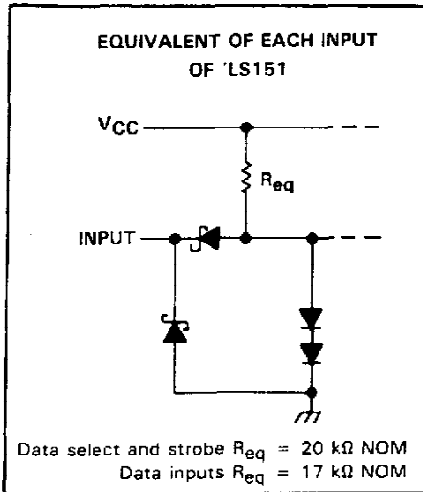 EQUIVALENT OF EACH INPUT
OF 'LS151
VCC
Req
INPUT
Data select and strobe Req = 20 kΩ NOM
Data inputs Req = 17 kΩ NOM